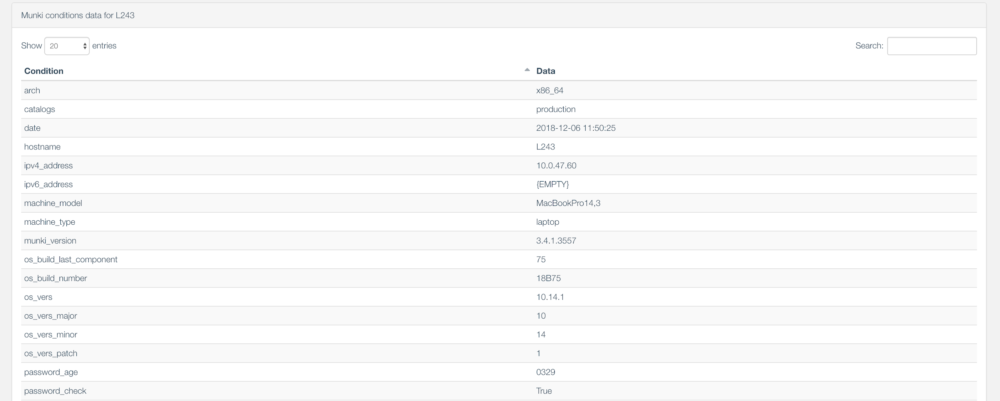 Munki conditions data for L243
Show 20 entries Search:
Condition Data
arch x86_64
catalogs production
date 2018-12-06 11:50:25
hostname L243
ipv4_address 10.0.47.60
ipv6_address {EMPTY}
machine_model MacBookPro14,3
machine_type laptop
munki_version 3.4.1.3557
os_build_last_component 75
os_build_number 18B75
os_vers 10.14.1
os_vers_major 10
os_vers_minor 14
os_vers_patch 1
password_age 0329
password_check True